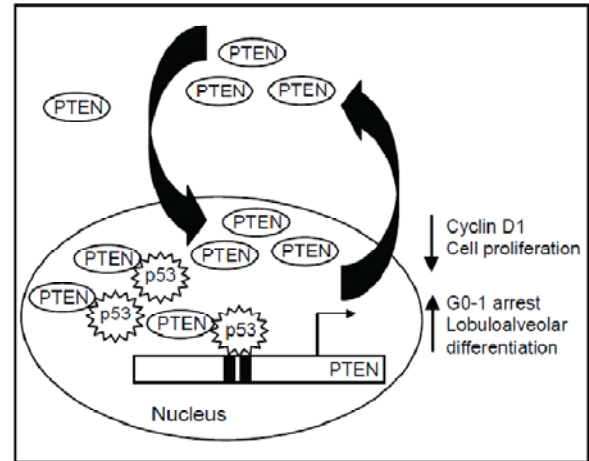 PTEN
PTEN
PTEN
PTEN
PTEN
PTEN
PTEN
PTEN
p53
PTEN
p53
PTEN
p53
PTEN
Nucleus
Cyclin D1
Cell proliferation
G0-1 arrest
Lobuloalveolar
differentiation